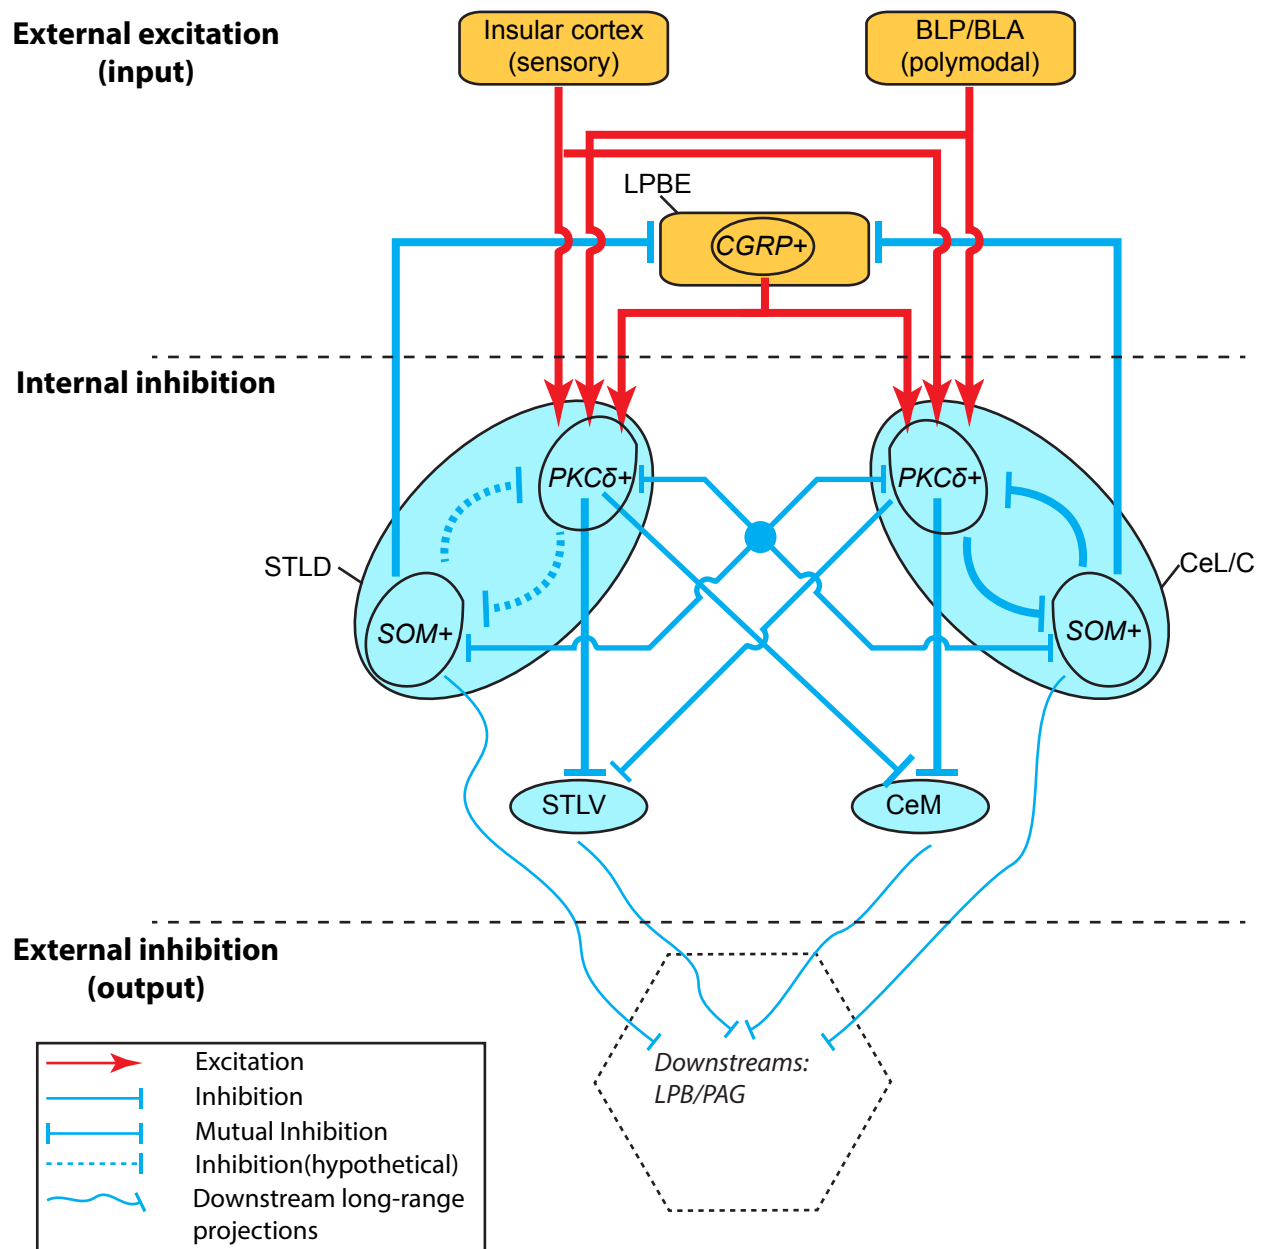 External excitation
(input)
Insular cortex
(sensory)
BLP/BLA
(polymodal)
LPBE
CGRP+
Internal inhibition
PKCδ+
PKCδ+
STLD
CeL/C
SOM+
SOM+
STLV
CeM
External inhibition
(output)
Downstreams:
LPB/PAG
Excitation
Inhibition
Mutual Inhibition
Inhibition(hypothetical)
Downstream long-range
projections